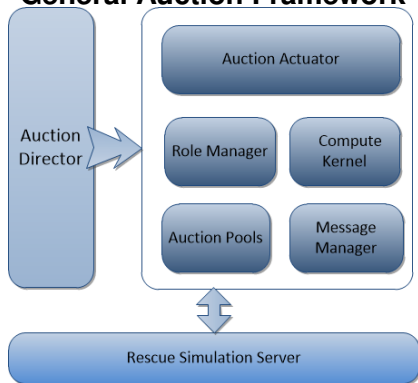 General Auction Framework
Auction Actuator
Auction
Director
Role Manager
Compute
Kernel
Auction Pools
Message
Manager
Rescue Simulation Server